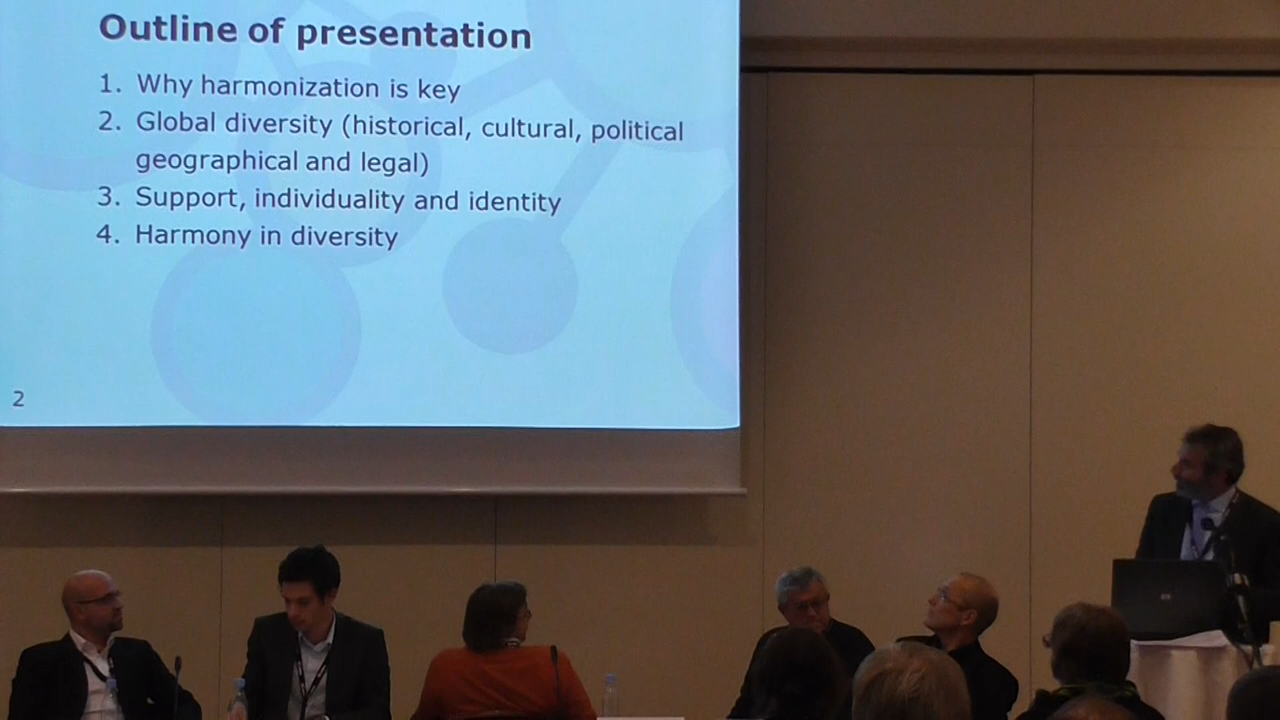 Outline of presentation
1. Why harmonization is key
2. Global diversity (historical, cultural, political
geographical and legal)
3. Support, individuality and identity
4. Harmony in diversity
2